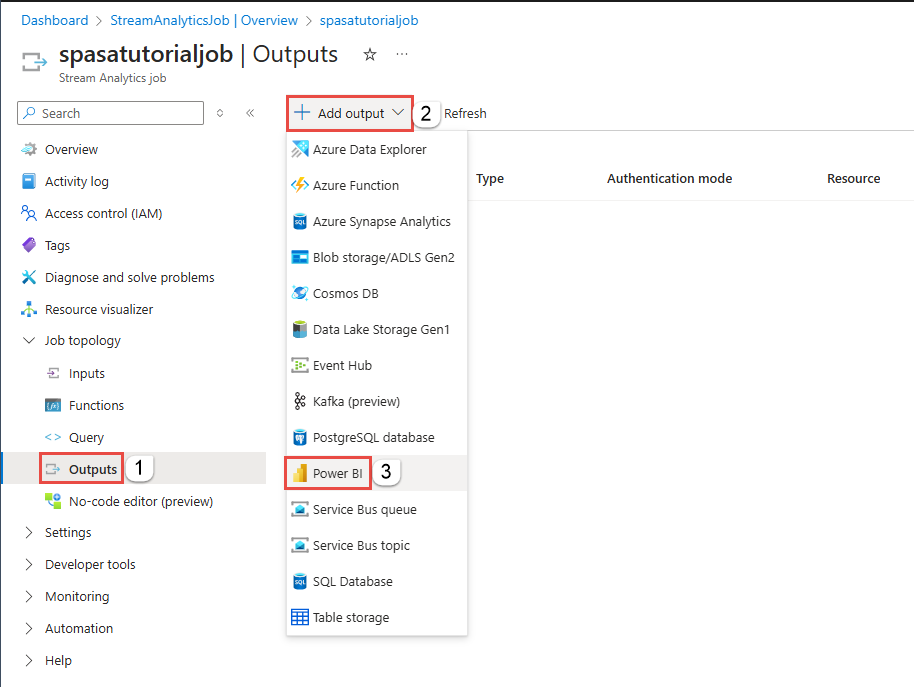 Dashboard > StreamAnalyticsJob | Overview > spasatutorialjob
spasatutorialjob | Outputs
Stream Analytics job
Search
Add output
2
Refresh
Overview
Activity log
Access control (IAM)
Tags
Diagnose and solve problems
Resource visualizer
Job topology
Inputs
Functions
Query
Outputs
1
No-code editor (preview)
Settings
Developer tools
Monitoring
Automation
Help
Azure Data Explorer
Azure Function
Azure Synapse Analytics
Blob storage/ADLS Gen2
Cosmos DB
Data Lake Storage Gen1
Event Hub
Kafka (preview)
PostgreSQL database
Power BI
3
Service Bus queue
Service Bus topic
SQL Database
Table storage
Type Authentication mode Resource